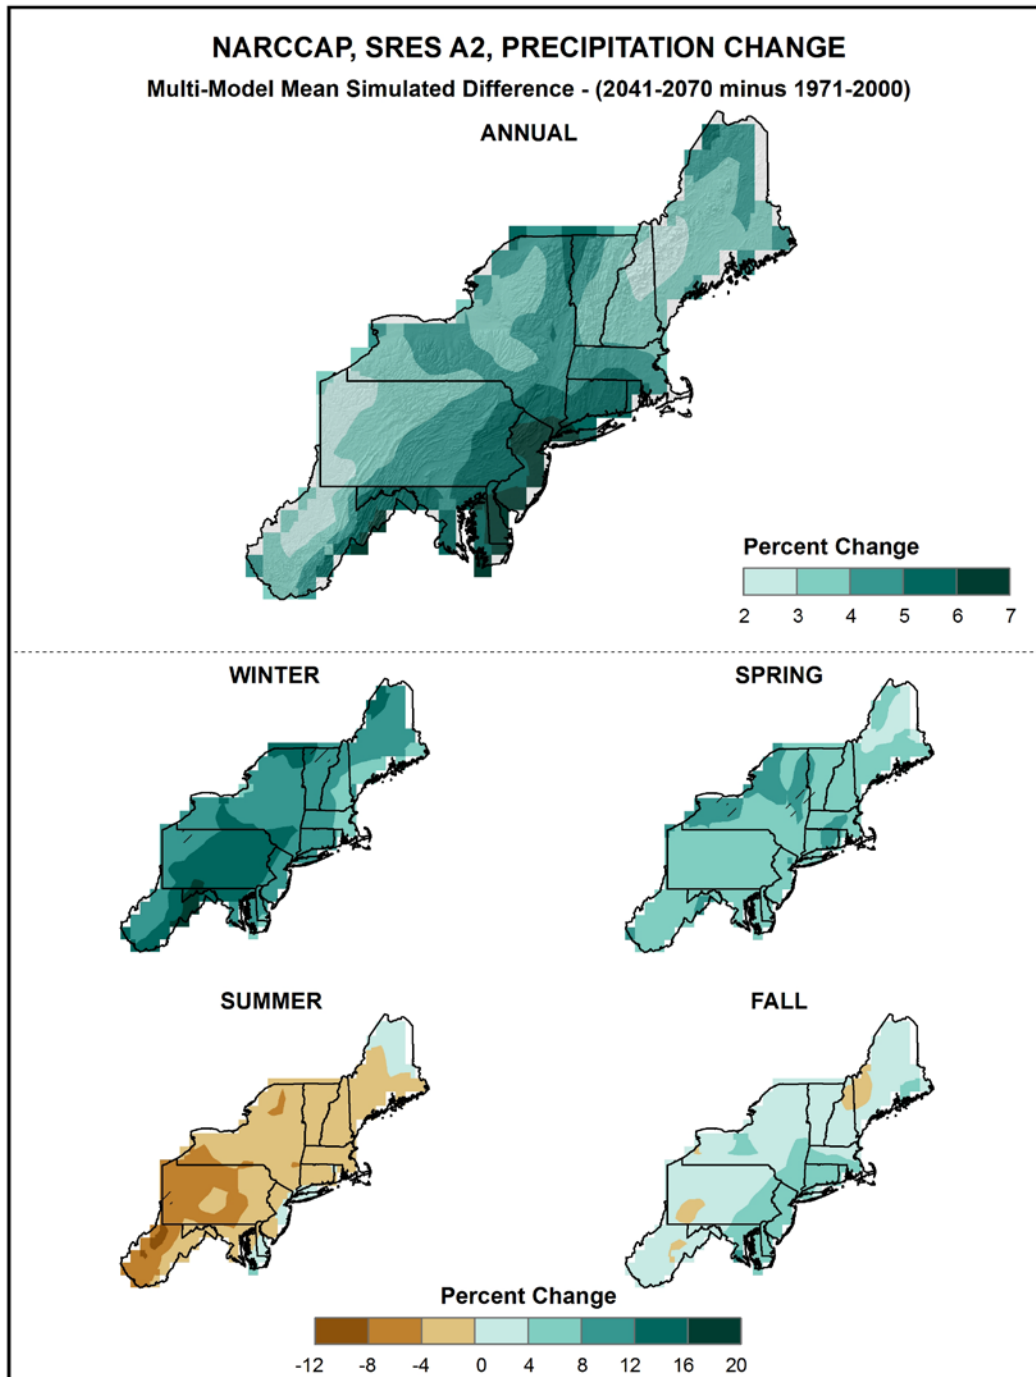 NARCCAP, SRES A2, PRECIPITATION CHANGE
Multi-Model Mean Simulated Difference - (2041-2070 minus 1971-2000)
ANNUAL
Percent Change
2 3 4 5 6 7
WINTER SPRING
SUMMER FALL
Percent Change
-12 -8 -4 0 4 8 12 16 20